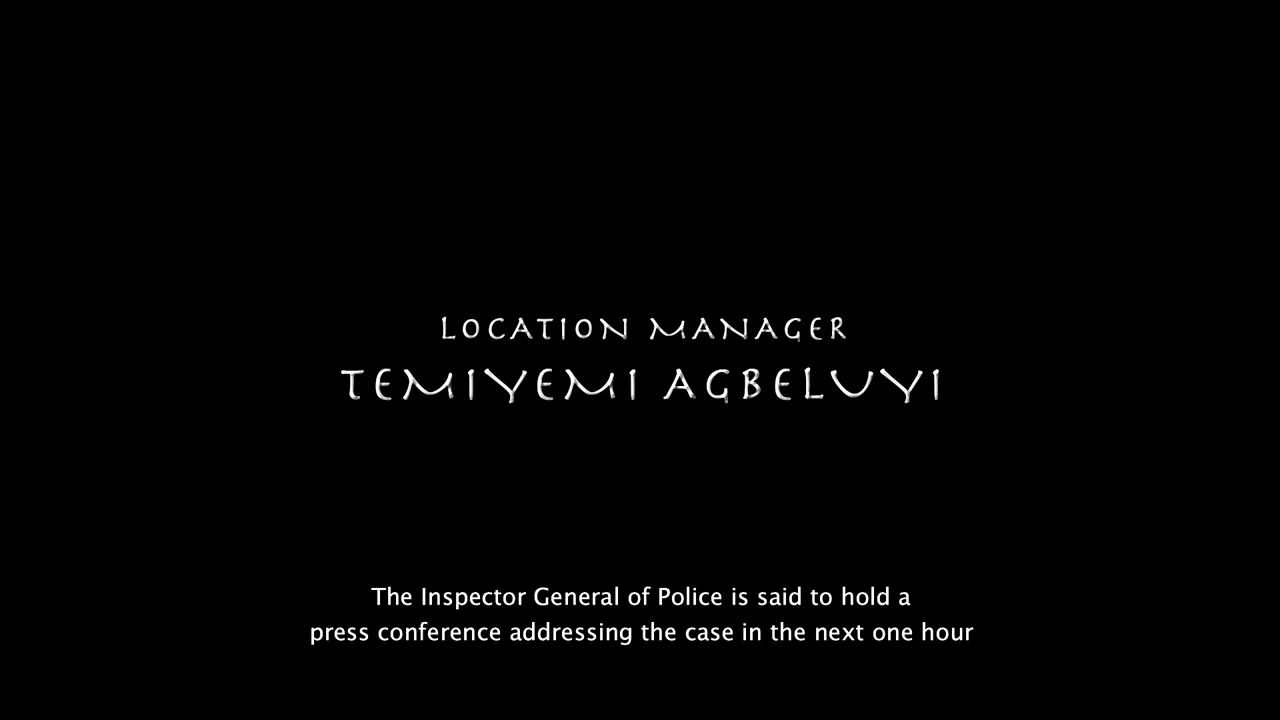 LOCATION MANAGER
TEMIYEMI AGBELUYI
The Inspector General of Police is said to hold a
press conference addressing the case in the next one hour